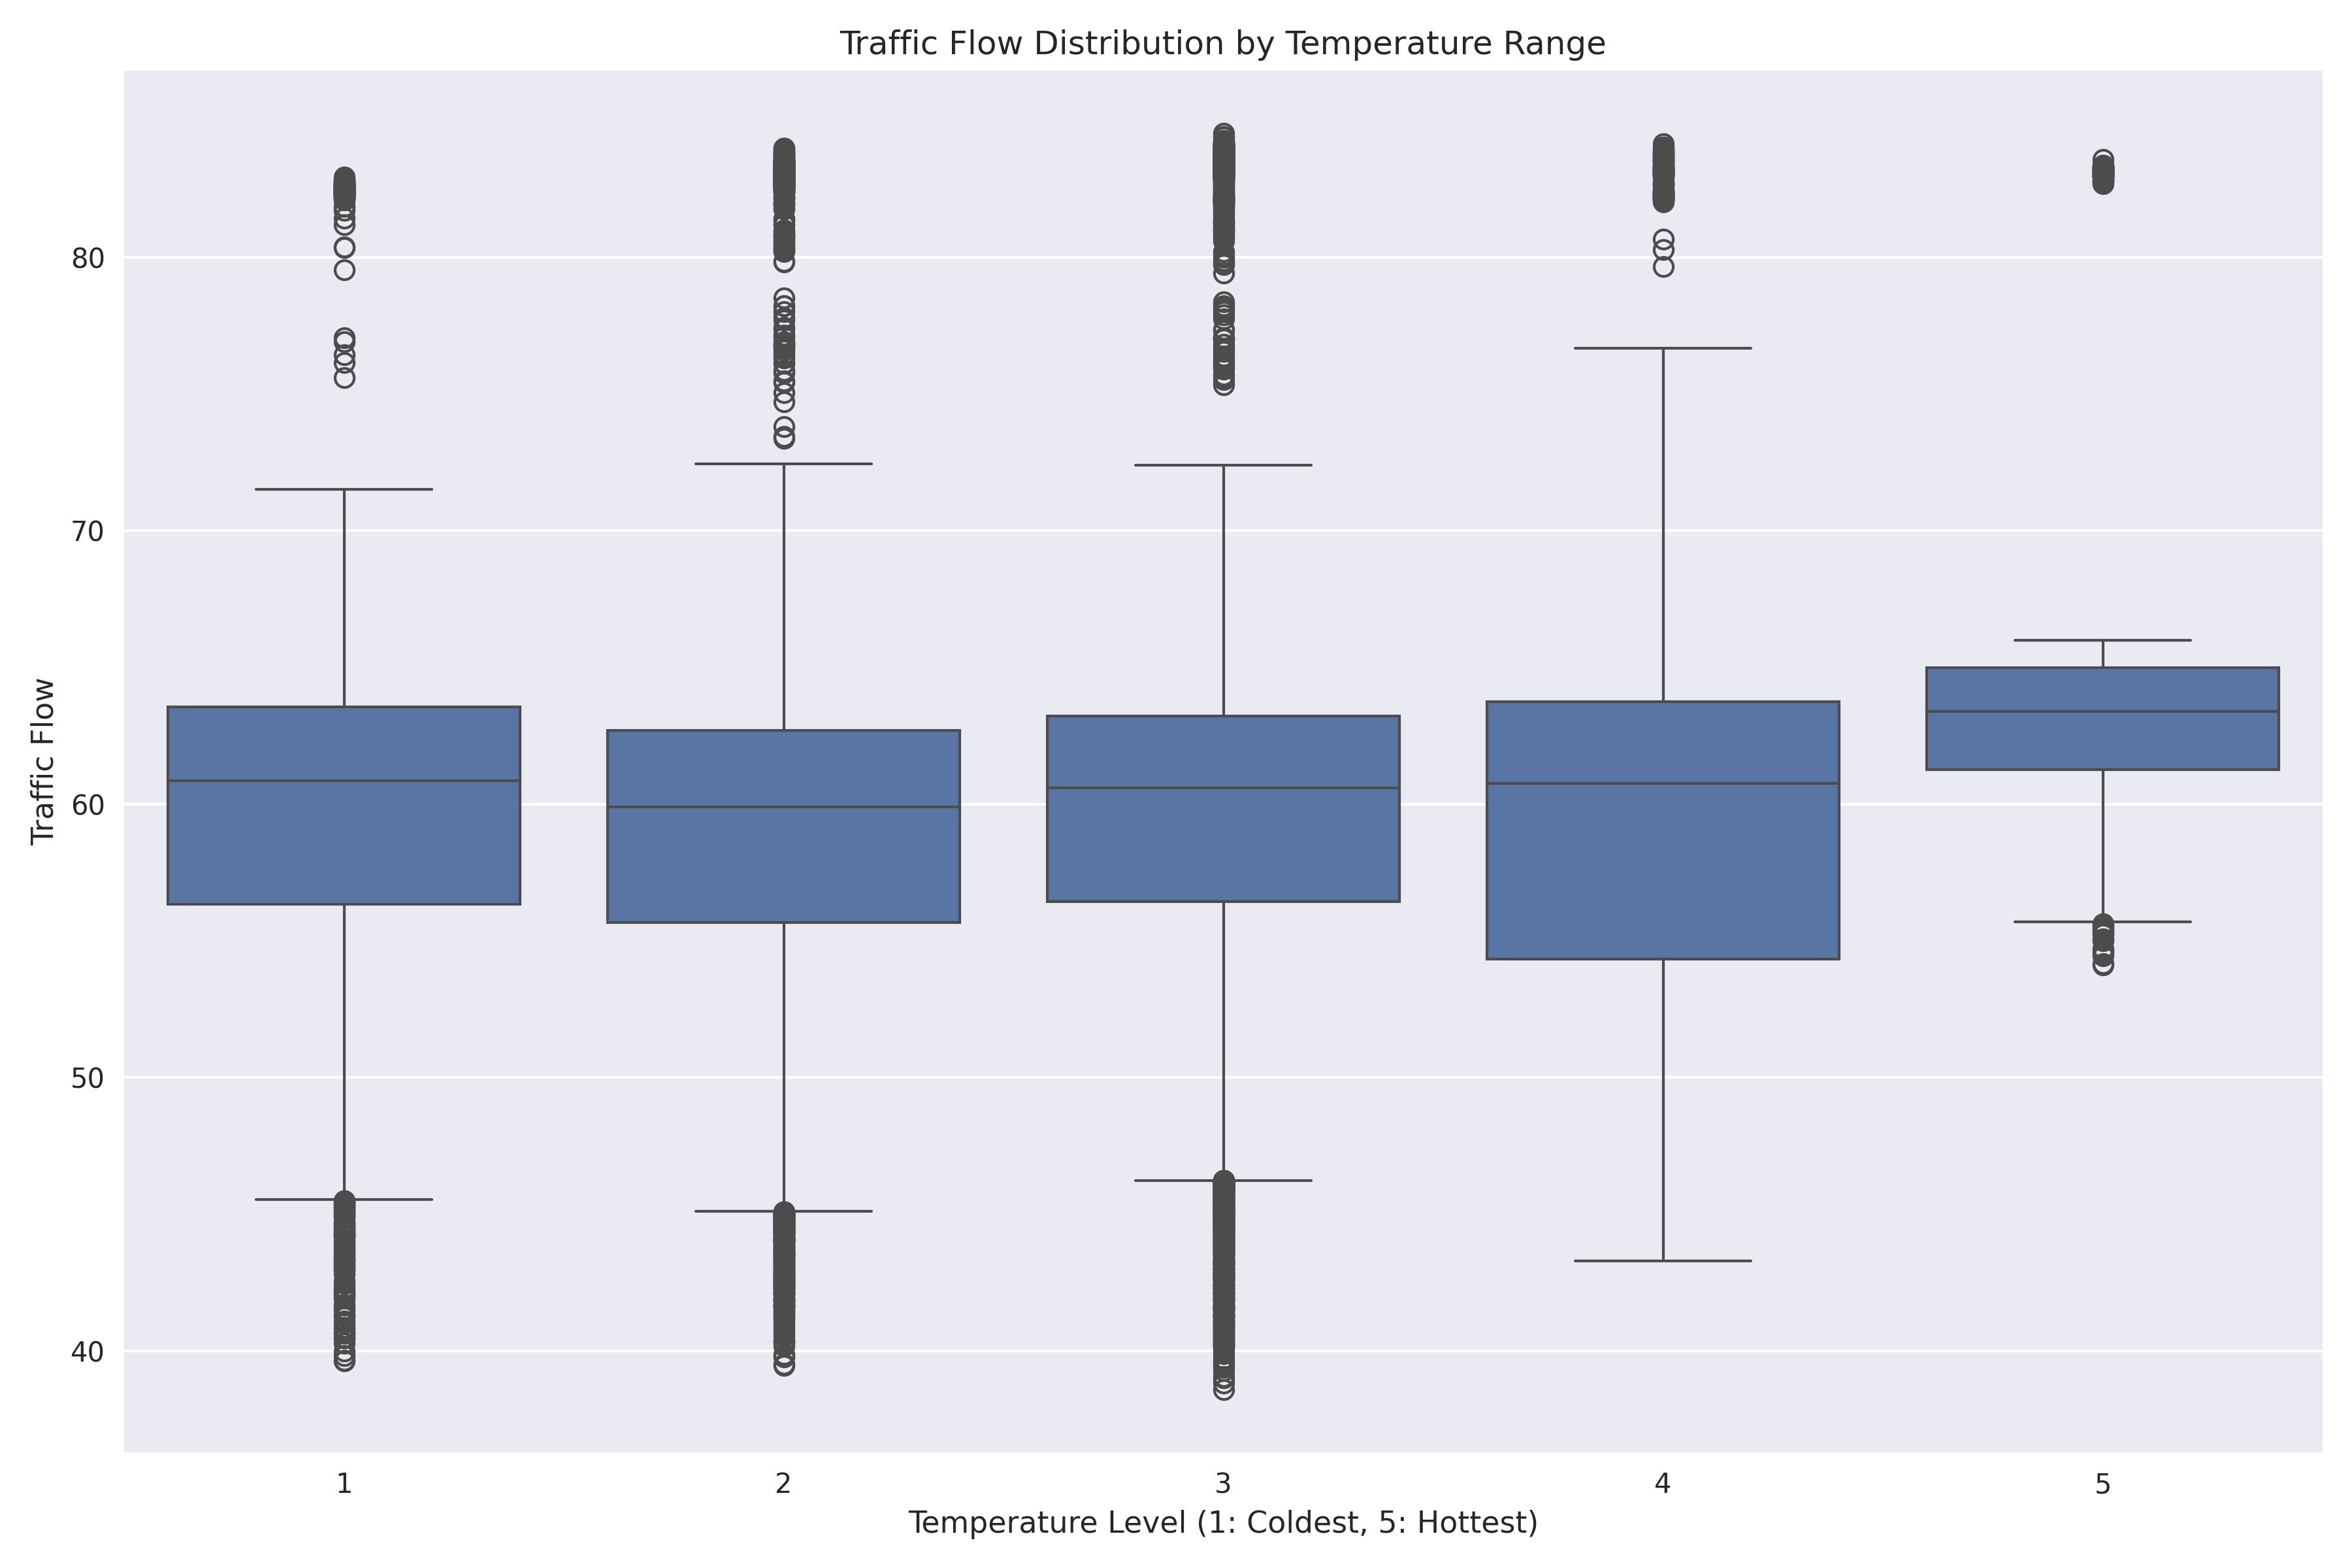 Traffic Flow Distribution by Temperature Range
Traffic Flow
80
70
60
50
40
1 2 3 4 5
Temperature Level (1: Coldest, 5: Hottest)